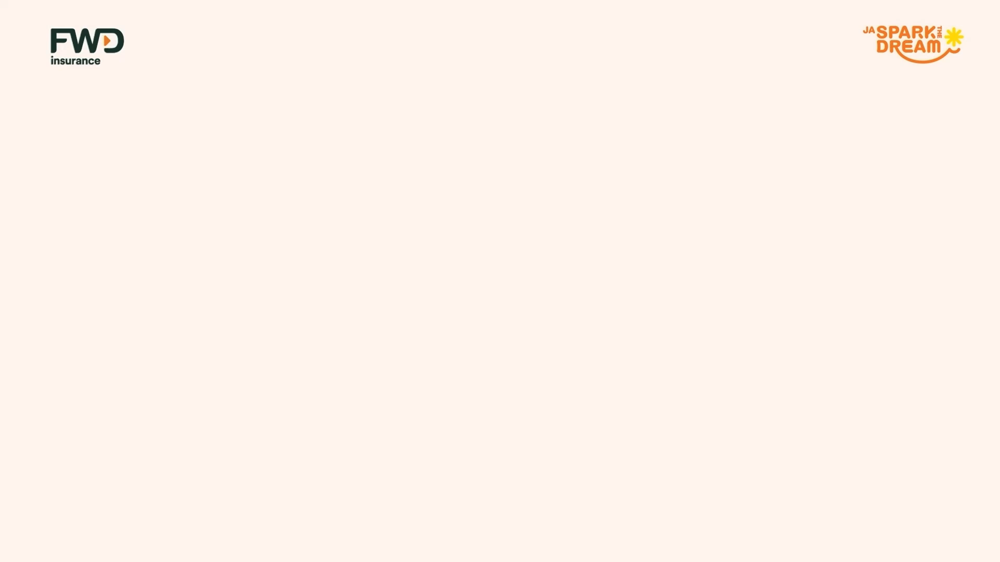 FWD
insurance
JA SPARK THE
DREAM